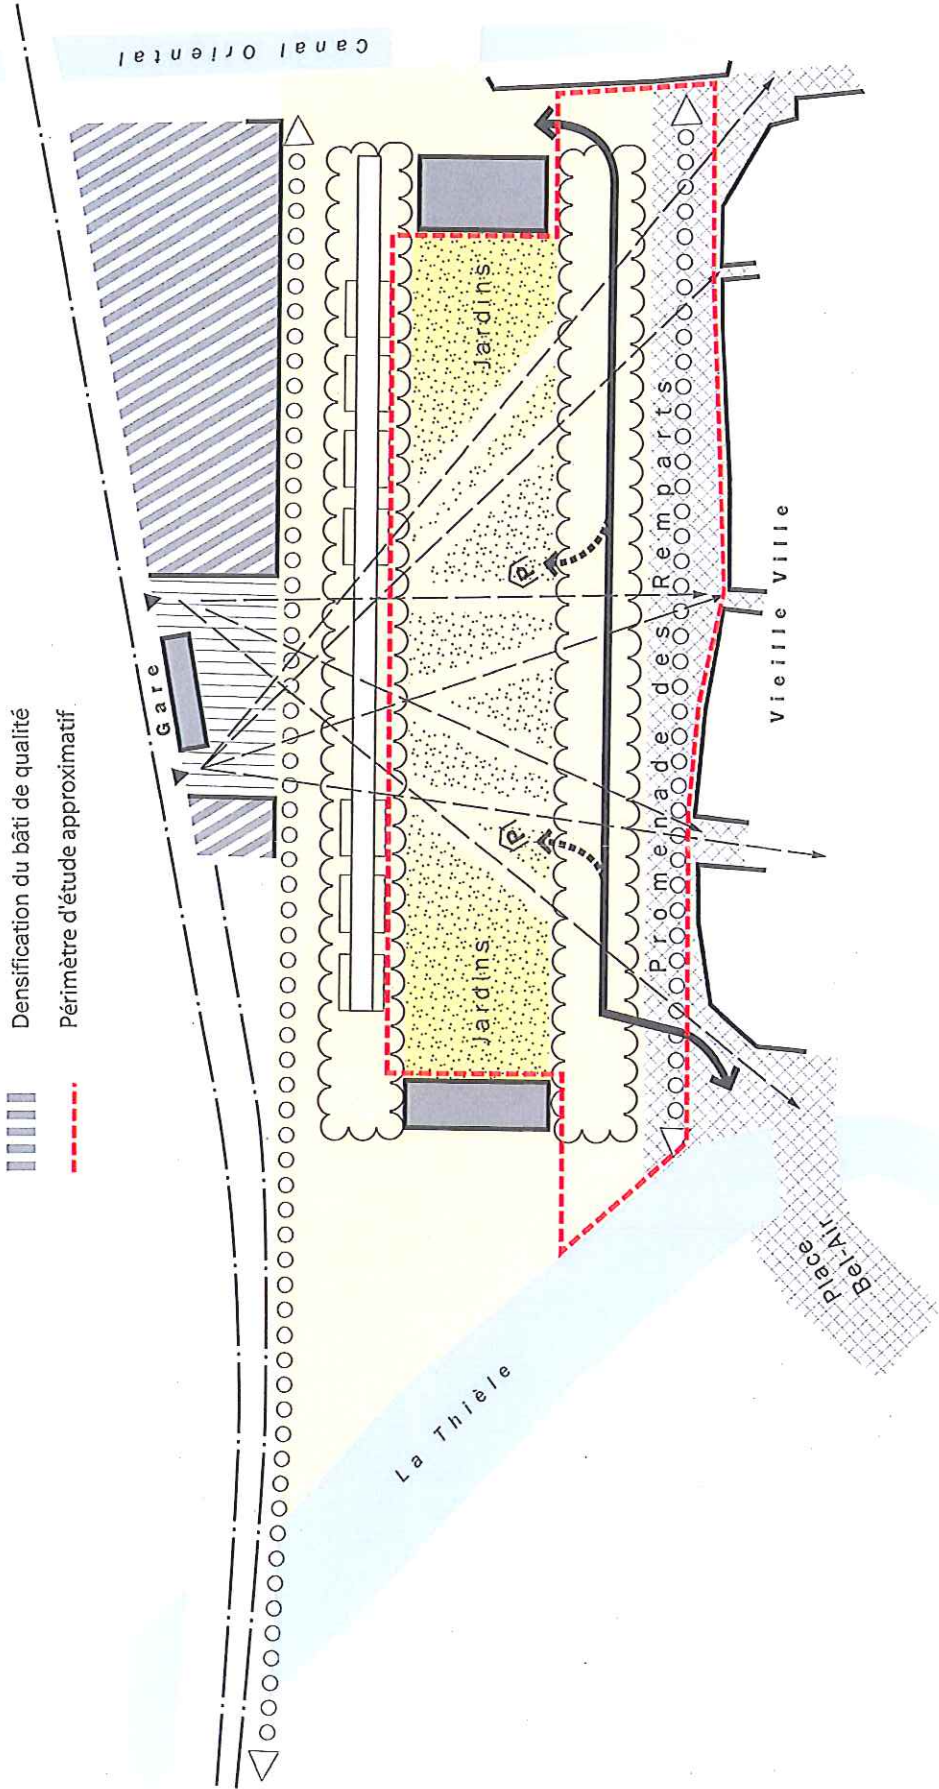 Densification du bâti de qualité
Périmètre d'étude approximatif
Canal Oriental
Gare
Jardins
Jardins
P
P
Promenade des Remparts
Vieille Ville
La Thièle
Place
Bel-Air